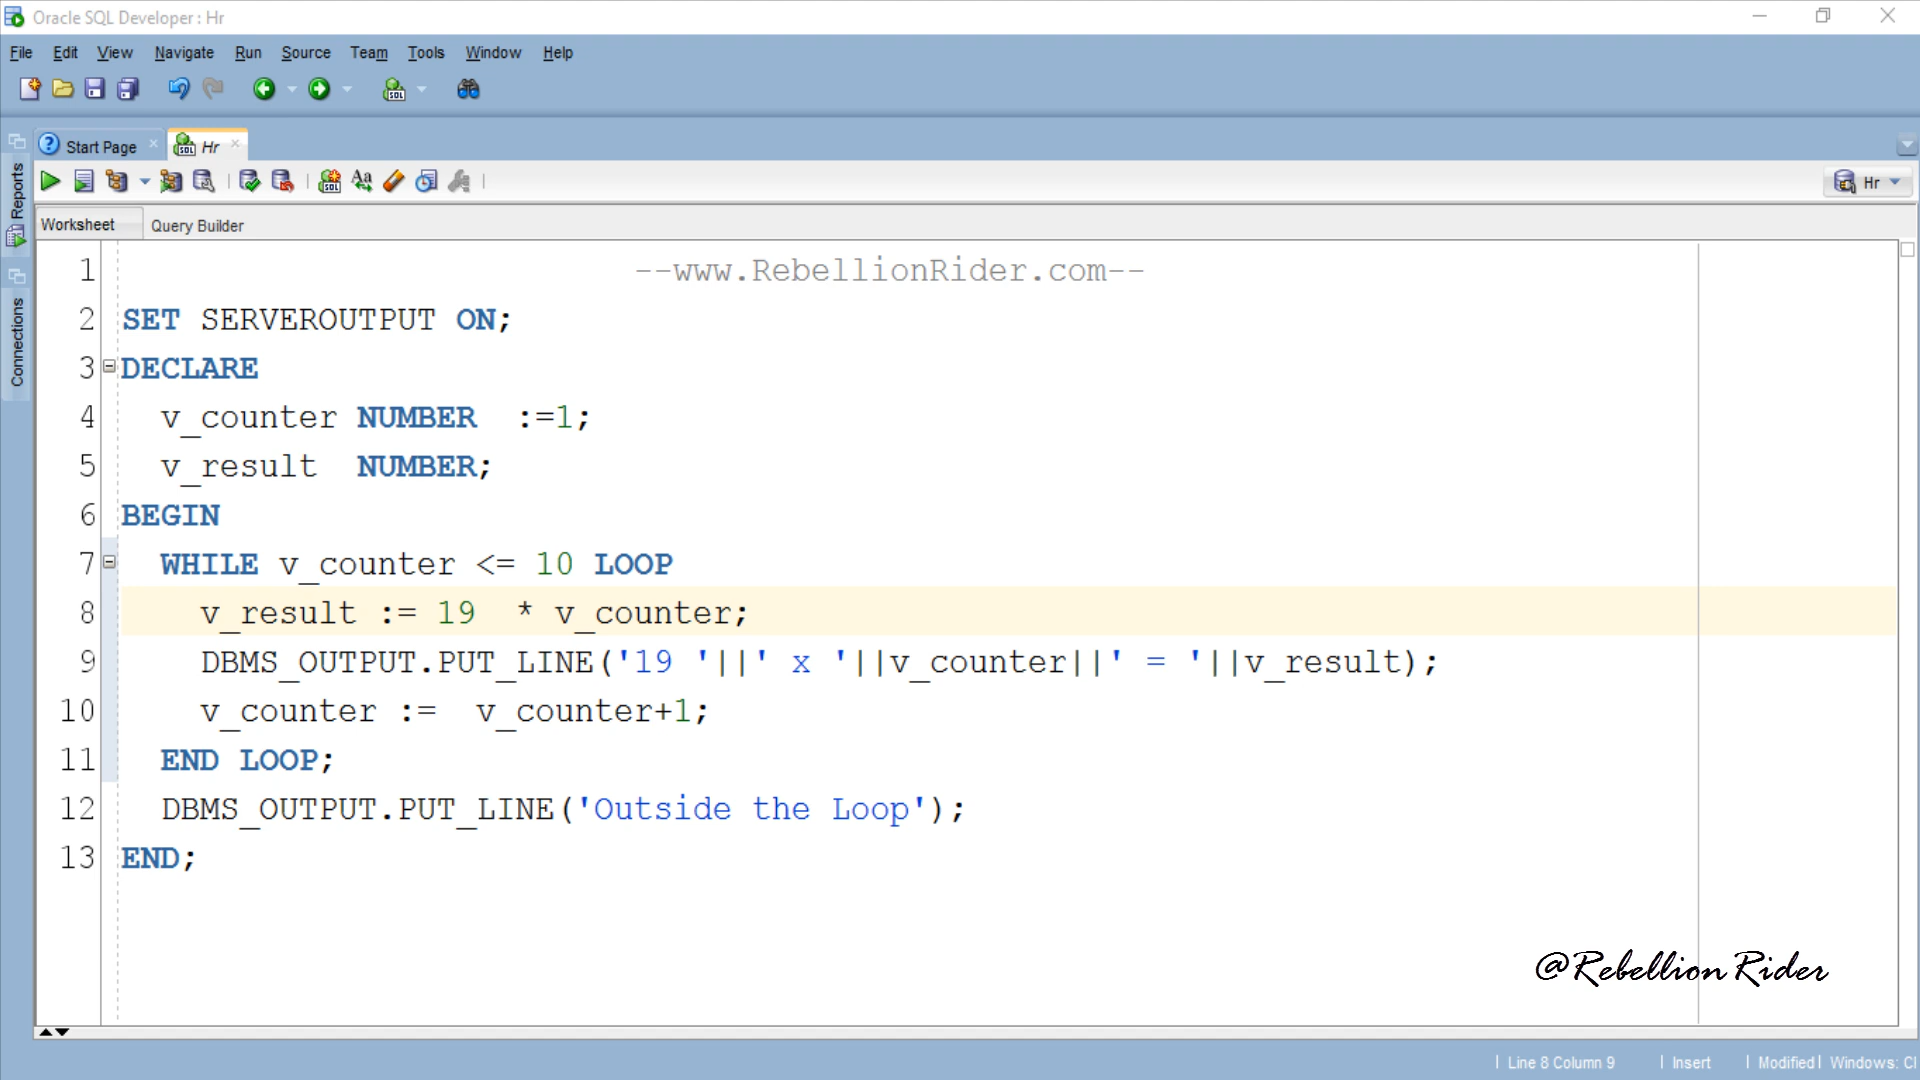 Oracle SQL Developer : Hr
File Edit View Navigate Run Source Team Tools Window Help
Start Page Hr
Hr
Reports
Connections
Worksheet Query Builder
1 --www.RebellionRider.com--
2 SET SERVEROUTPUT ON;
3 DECLARE
4 v_counter NUMBER :=1;
5 v_result NUMBER;
6 BEGIN
7 WHILE v_counter <= 10 LOOP
8 v_result := 19 * v_counter;
9 DBMS_OUTPUT.PUT_LINE('19 '||' x '||v_counter||' = '||v_result);
10 v_counter := v_counter+1;
11 END LOOP;
12 DBMS_OUTPUT.PUT_LINE('Outside the Loop');
13 END;
@Rebellion Rider
Line 8 Column 9 Insert Modified Windows: